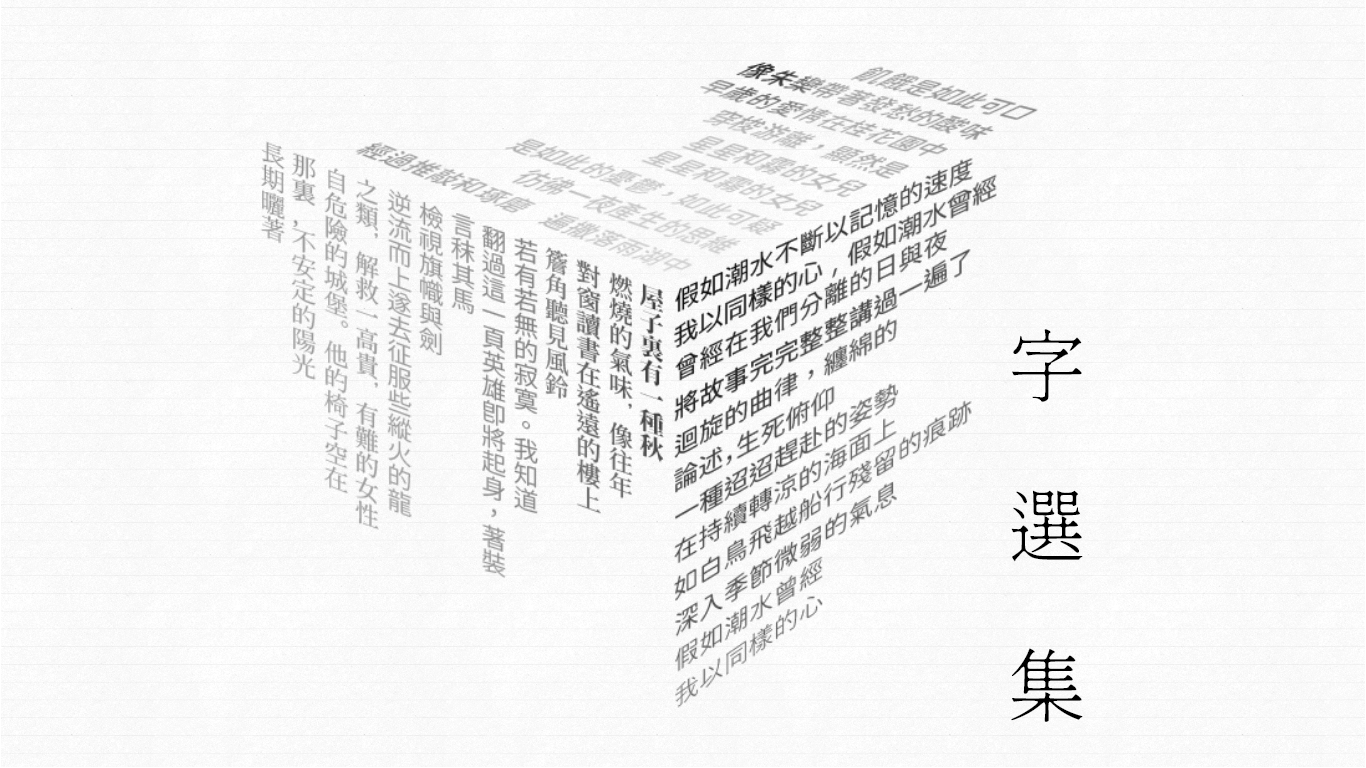 飢餓是如此可口
像朱欒帶著發愁的酸味
早歲的愛情在桂花園中
穿梭游離，顯然是
星星和露的女兒
星星和霧的女兒
是如此的憂鬱，如此可疑
仿佛一夜產生的思維
遍撒落雨湖中
經過推敲和琢磨
假如潮水不斷以記憶的速度
我以同樣的心，假如潮水曾經
曾經在我們分離的日與夜
將故事完完整整講過一遍了
迴旋的曲律，纏綿的
論述，生死俯仰
一種迢迢趕赴的姿勢
在持續轉涼的海面上
如白鳥飛越船行殘留的痕跡
深入季節微弱的氣息
假如潮水曾經
我以同樣的心
屋子裏有一種秋
燃燒的氣味，像往年
對窗讀書在遙遠的樓上
簷角聽見風鈴
若有若無的寂寞。我知道
翻過這一頁英雄卽將起身，著裝
言秣其馬
檢視旗幟與劍
逆流而上遂去征服些縱火的龍
之類，解救一高貴，有難的女性
自危險的城堡。他的椅子空在
那裏，不安定的陽光
長期曬著
字選集